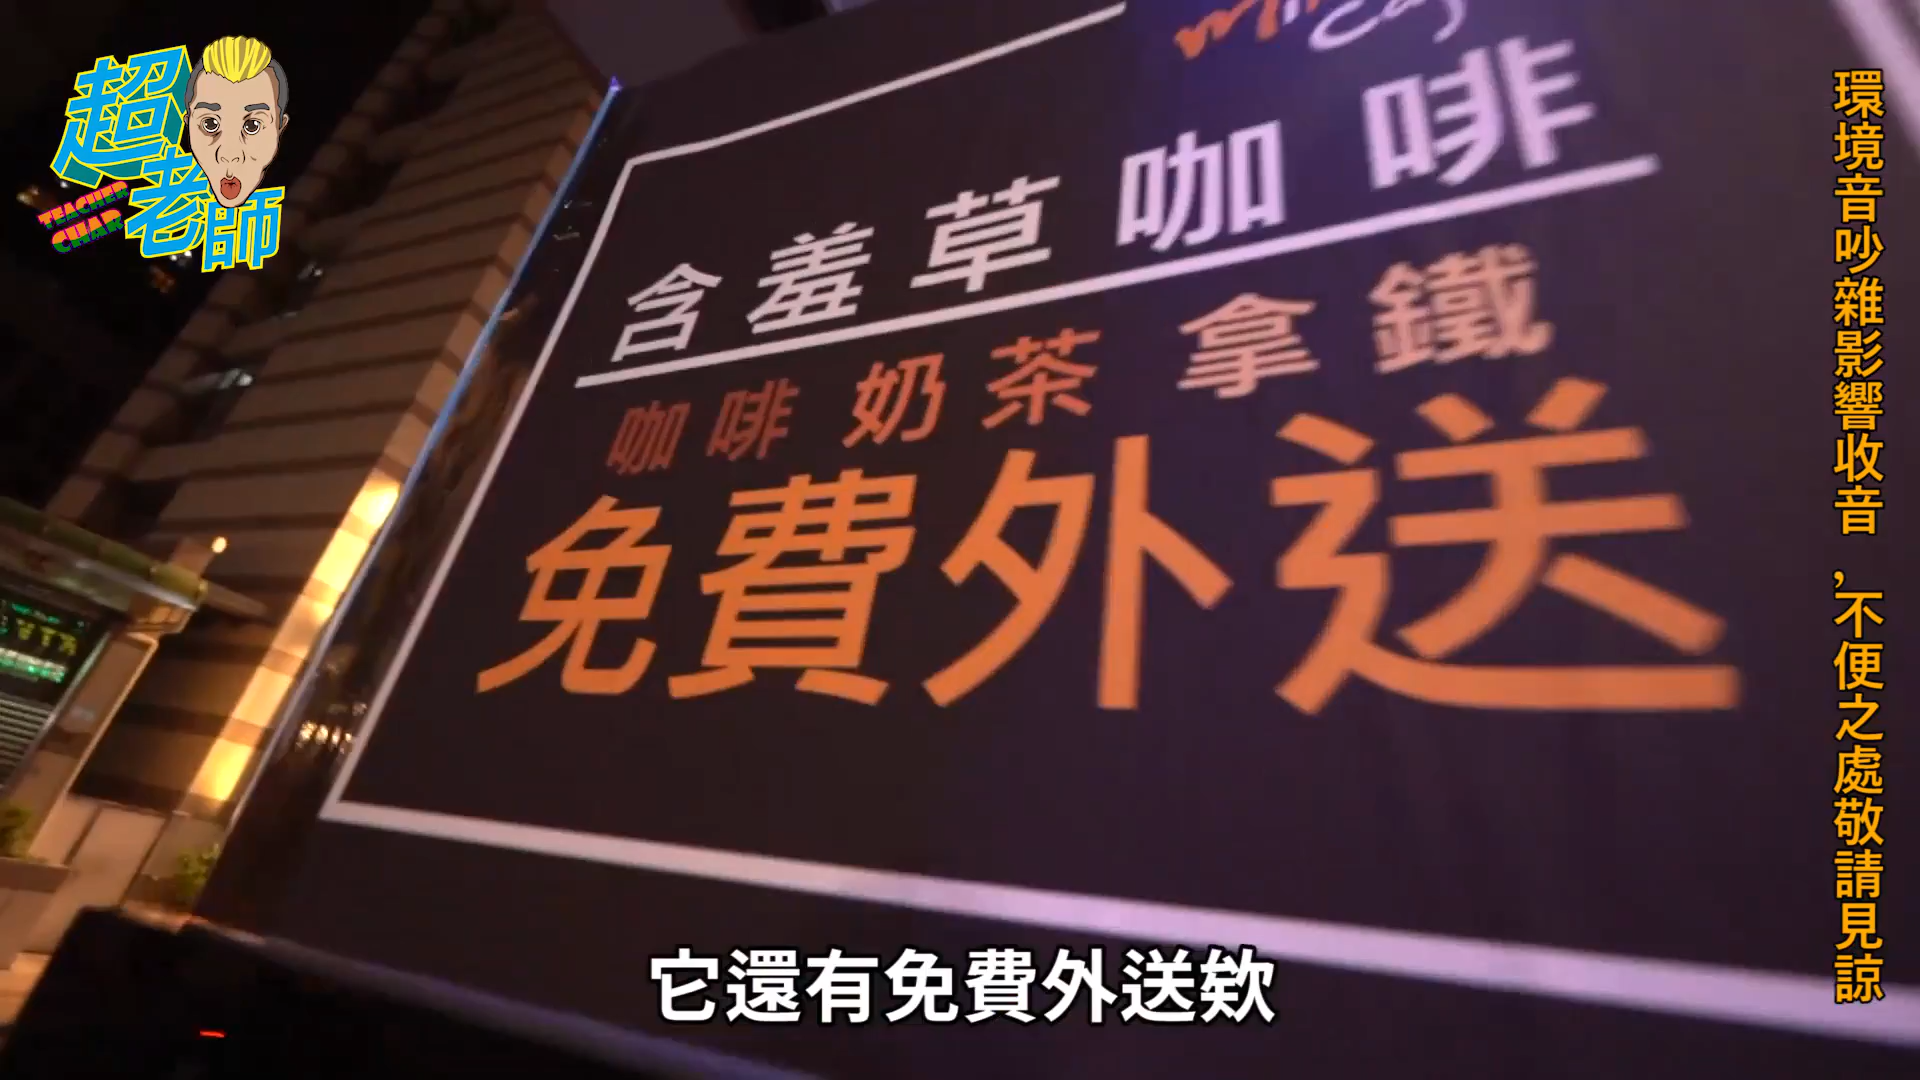 超老師
TEACHER
CHAR
含羞草咖啡
咖啡 奶茶 拿鐵
免費外送
環境音吵雜影響收音，不便之處敬請見諒
它還有免費外送欸